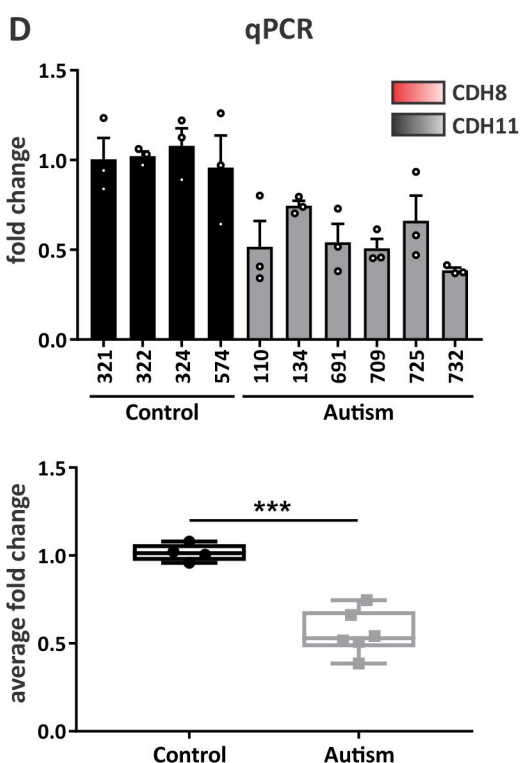 D
qPCR
CDH8
CDH11
fold change
1.5
1.0
0.5
0.0
321 322 324 574 110 134 691 709 725 732
Control Autism
average fold change
1.5
1.0
0.5
0.0
***
Control Autism